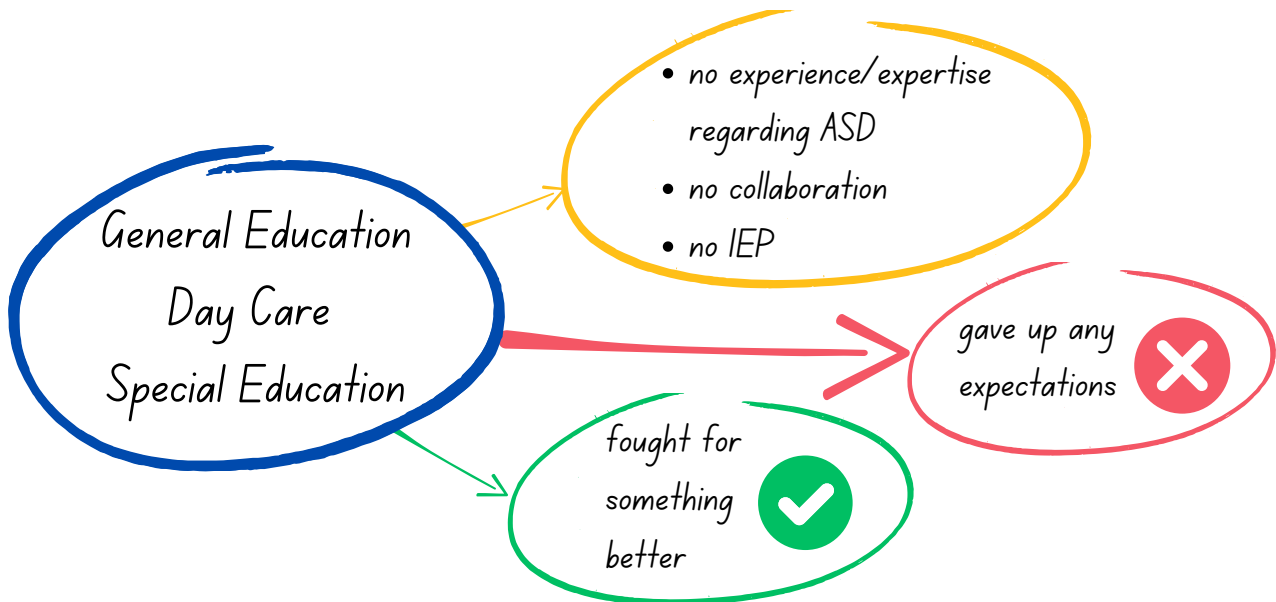 General Education
Day Care
Special Education
• no experience/expertise
regarding ASD
• no collaboration
• no IEP
gave up any
expectations
fought for
something
better